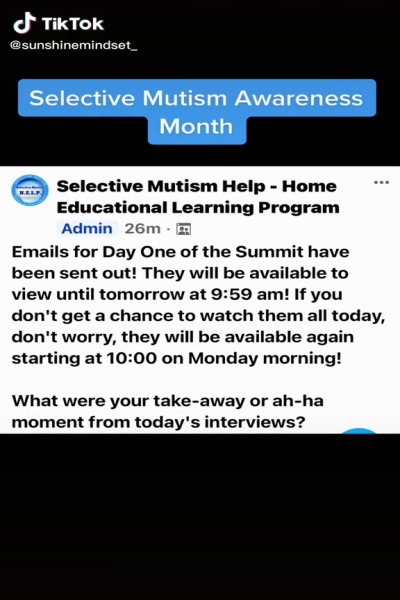 TikTok
@sunshinemindset_
Selective Mutism Awareness
Month
Selective Mutism Help - Home
Educational Learning Program
Admin 26m ·
Emails for Day One of the Summit have
been sent out! They will be available to
view until tomorrow at 9:59 am! If you
don't get a chance to watch them all today,
don't worry, they will be available again
starting at 10:00 on Monday morning!
What were your take-away or ah-ha
moment from today's interviews?